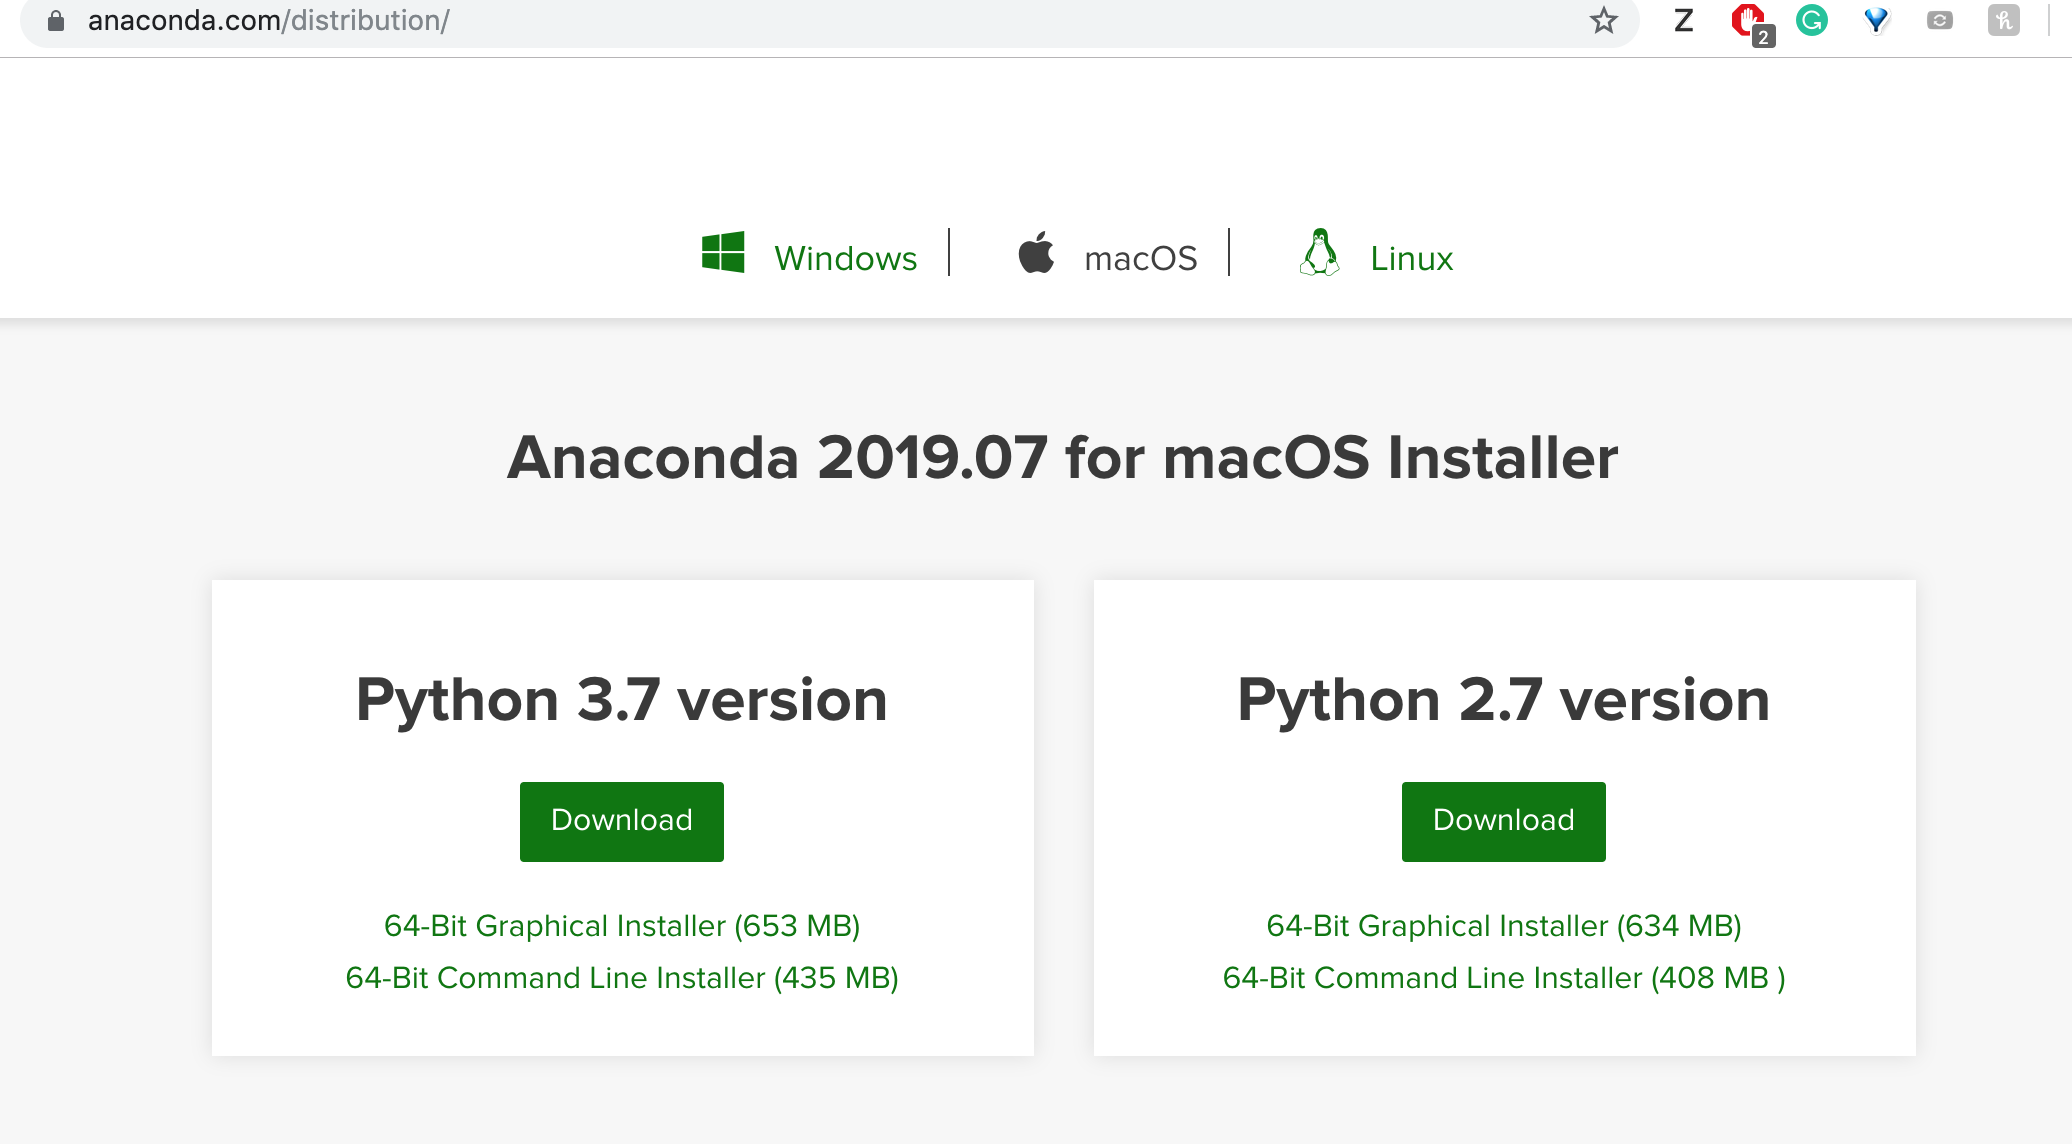 anaconda.com/distribution/
Z
2
G
h
Windows
macOS
Linux
Anaconda 2019.07 for macOS Installer
Python 3.7 version
Download
64-Bit Graphical Installer (653 MB)
64-Bit Command Line Installer (435 MB)
Python 2.7 version
Download
64-Bit Graphical Installer (634 MB)
64-Bit Command Line Installer (408 MB )